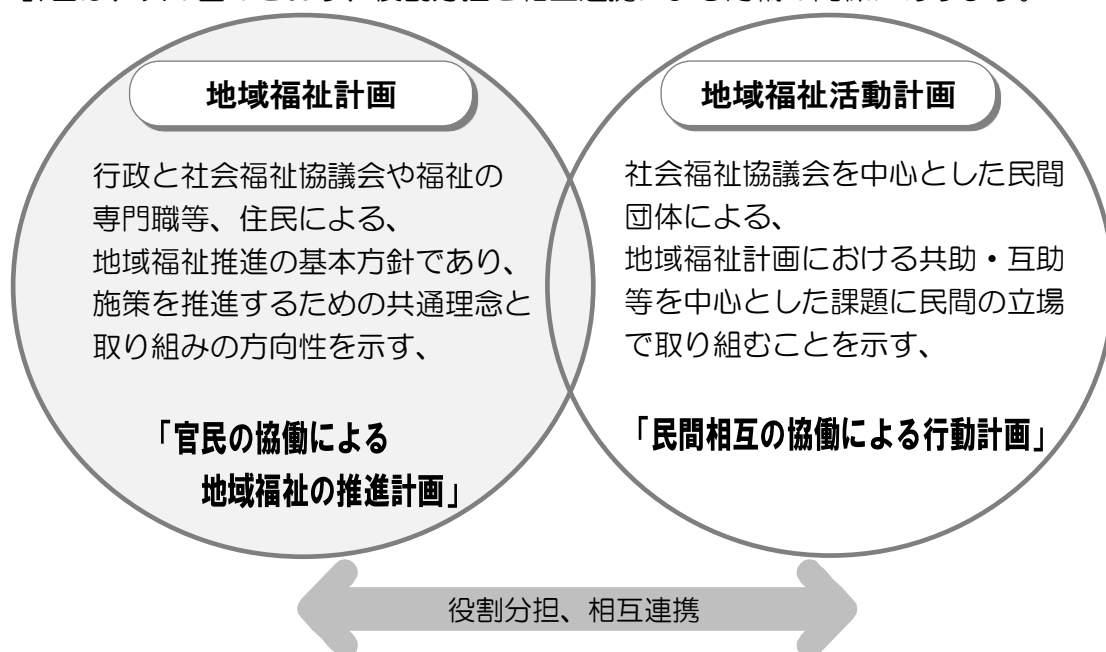 地域福祉計画
行政と社会福祉協議会や福祉の
専門職等、住民による、
地域福祉推進の基本方針であり、
施策を推進するための共通理念と
取り組みの方向性を示す、
「官民の協働による
地域福祉の推進計画」
地域福祉活動計画
社会福祉協議会を中心とした民間
団体による、
地域福祉計画における共助・互助
等を中心とした課題に民間の立場
で取り組むことを示す、
「民間相互の協働による行動計画」
役割分担、相互連携